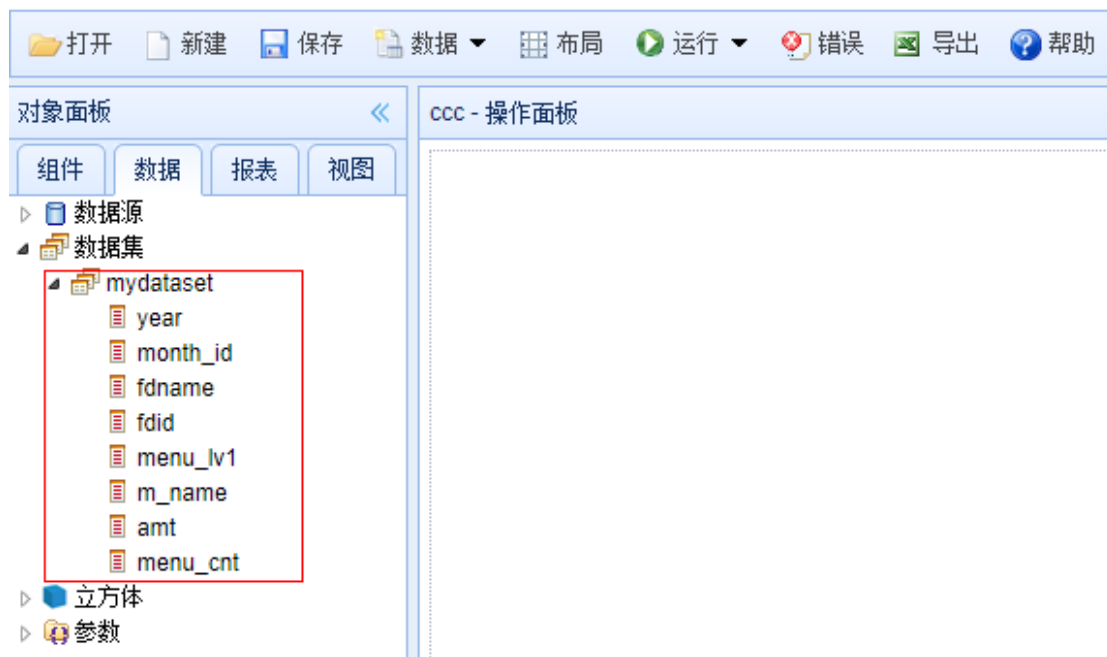 打开 新建 保存 数据 布局 运行 错误 导出 帮助
对象面板
ccc - 操作面板
组件 数据 报表 视图
数据源
数据集
mydataset
year
month_id
fdname
fdid
menu_lv1
m_name
amt
menu_cnt
立方体
参数